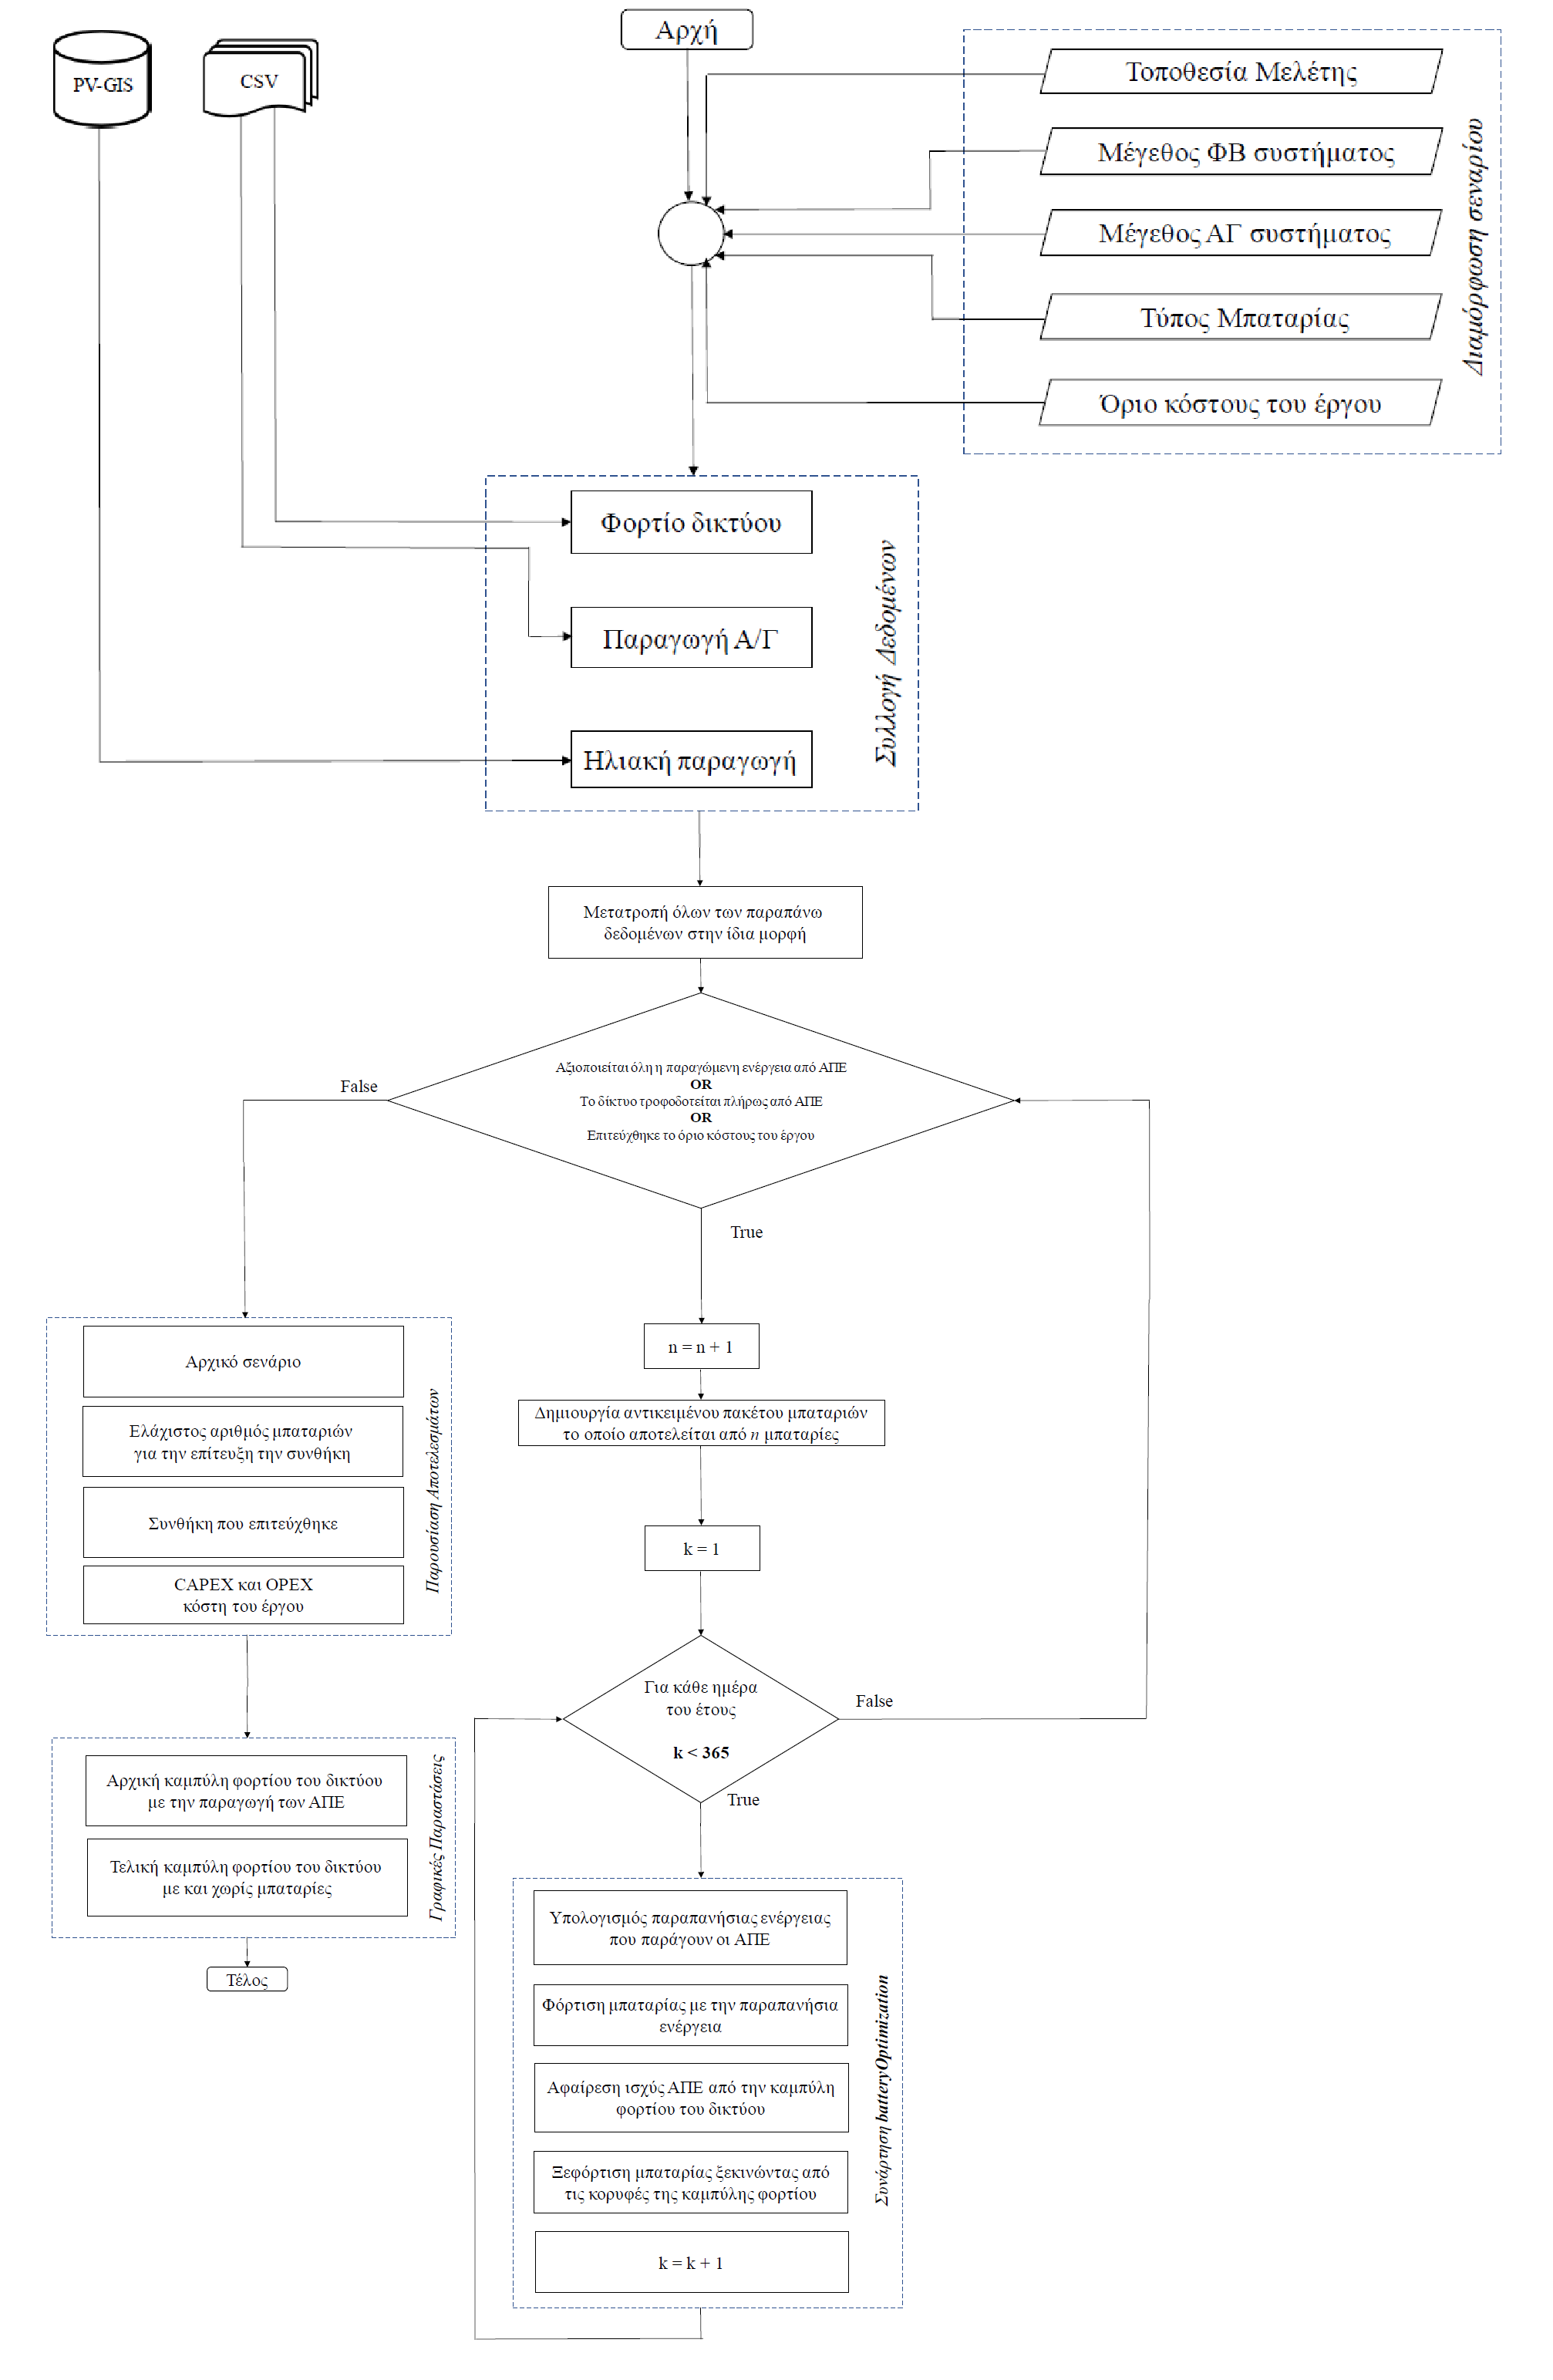 Αρχή
PV-GIS
CSV
Τοποθεσία Μελέτης
Μέγεθος ΦΒ συστήματος
Μέγεθος ΑΓ συστήματος
Τύπος Μπαταρίας
Όριο κόστους του έργου
Διαμόρφωση σεναρίου
Φορτίο δικτύου
Παραγωγή Α/Γ
Ηλιακή παραγωγή
Συλλογή Δεδομένων
Μετατροπή όλων των παραπάνω
δεδομένων στην ίδια μορφή
Αξιοποιείται όλη η παραγώμενη ενέργεια από ΑΠΕ
OR
Το δίκτυο τροφοδοτείται πλήρως από ΑΠΕ
OR
Επιτεύχθηκε το όριο κόστους του έργου
False
True
Αρχικό σενάριο
Ελάχιστος αριθμός μπαταριών
για την επίτευξη την συνθήκη
Συνθήκη που επιτεύχθηκε
CAPEX και OPEX
κόστη του έργου
Παρουσίαση Αποτελεσμάτων
n = n + 1
Δημιουργία αντικειμένου πακέτου μπαταριών
το οποίο αποτελείται από n μπαταρίες
k = 1
Για κάθε ημέρα
του έτους
k < 365
False
True
Αρχική καμπύλη φορτίου του δικτύου
με την παραγωγή των ΑΠΕ
Τελική καμπύλη φορτίου του δικτύου
με και χωρίς μπαταρίες
Γραφικές Παραστάσεις
Τέλος
Υπολογισμός παραπανήσιας ενέργειας
που παράγουν οι ΑΠΕ
Φόρτιση μπαταρίας με την παραπανήσια
ενέργεια
Αφαίρεση ισχύς ΑΠΕ από την καμπύλη
φορτίου του δικτύου
Ξεφόρτιση μπαταρίας ξεκινώντας από
τις κορυφές της καμπύλης φορτίου
k = k + 1
Συνάρτηση batteryOptimization